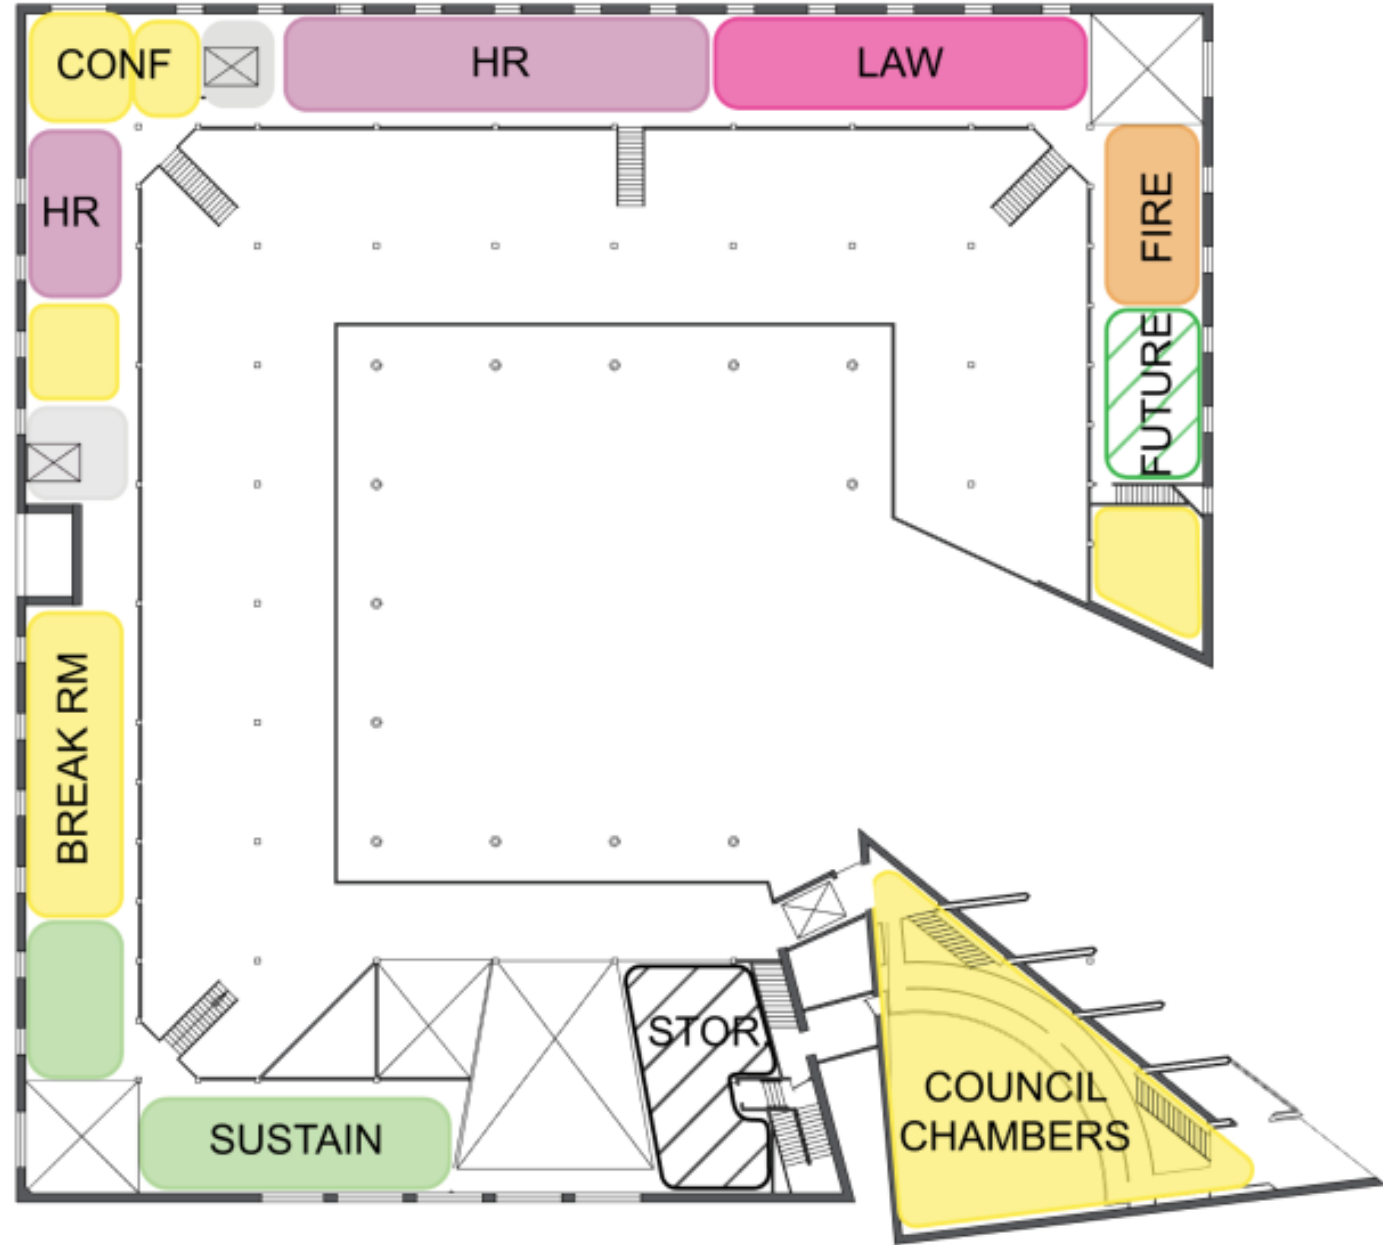 CONF
HR
LAW
HR
FIRE
FUTURE
BREAK RM
STOR
COUNCIL
CHAMBERS
SUSTAIN